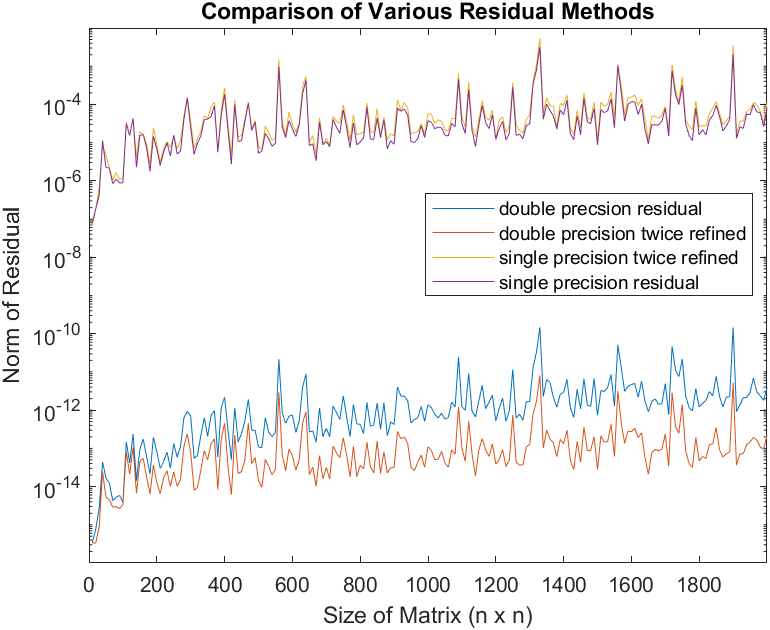 Comparison of Various Residual Methods
10-4
10-6
10-8
10-10
10-12
10-14
Norm of Residual
double precsion residual
double precision twice refined
single precision twice refined
single precision residual
0 200 400 600 800 1000 1200 1400 1600 1800
Size of Matrix (n x n)